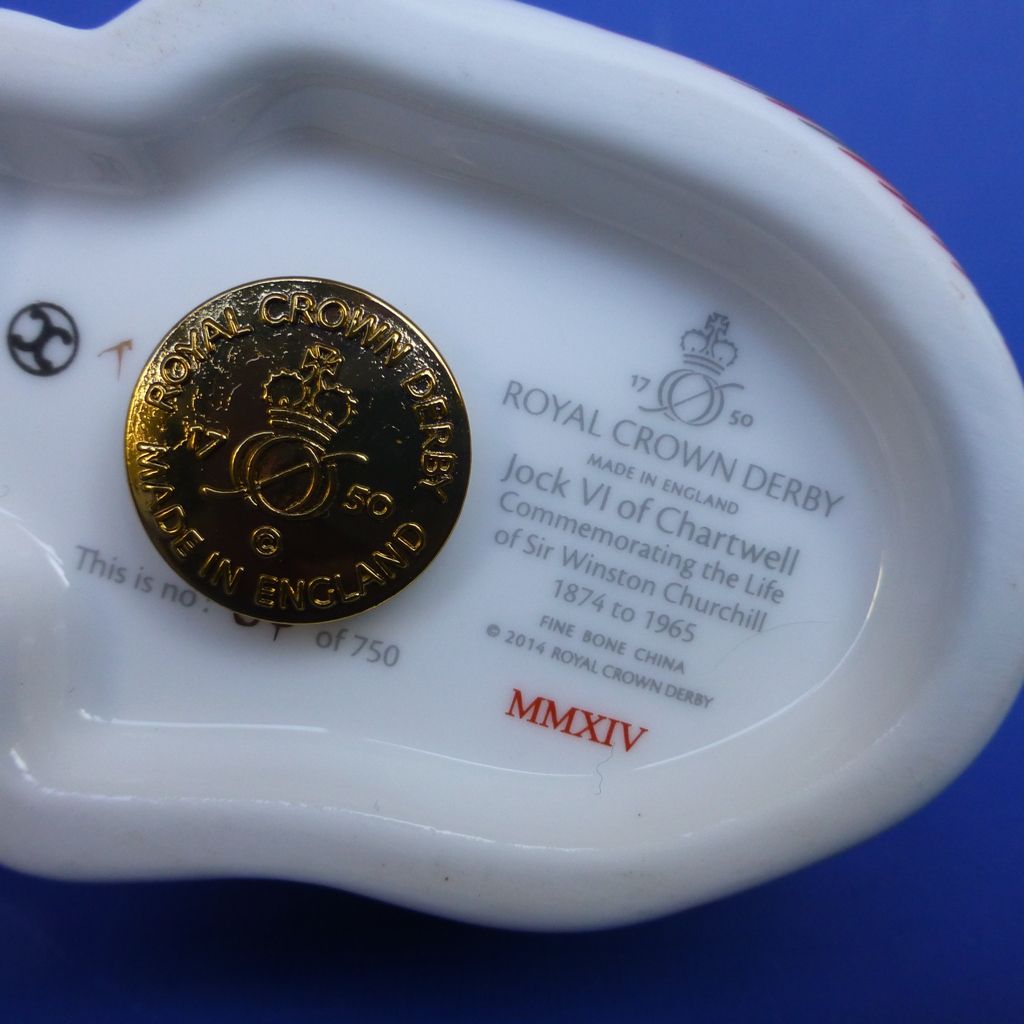 ROYAL CROWN DERBY
17 50
©
MADE IN ENGLAND
This is no:
of 750
17 50
ROYAL CROWN DERBY
MADE IN ENGLAND
Jock VI of Chartwell
Commemorating the Life
of Sir Winston Churchill
1874 to 1965
FINE BONE CHINA
© 2014 ROYAL CROWN DERBY
MMXIV